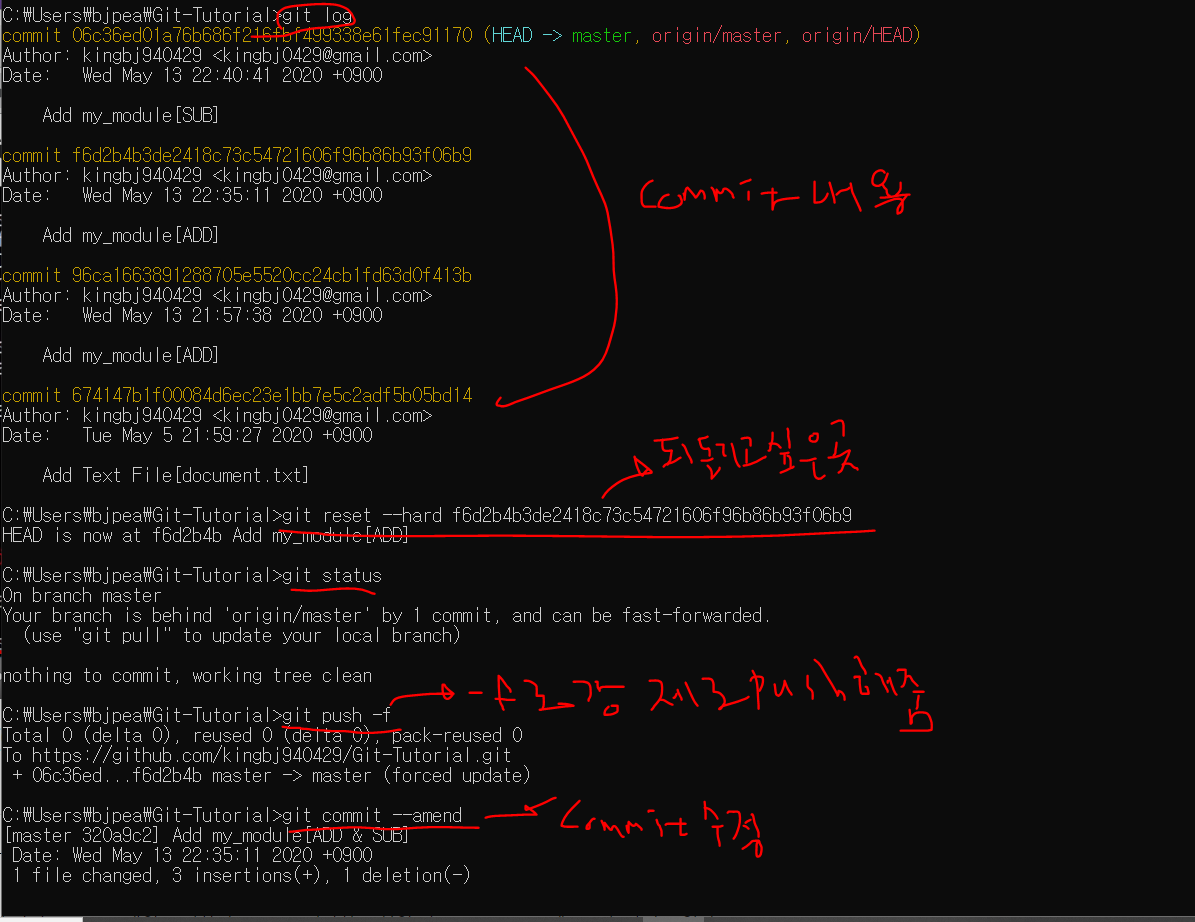 C:\Users\bjpea\Git-Tutorial>git log
commit 06c36ed01a76b686f216fbf499338e61fec91170 (HEAD -> master, origin/master, origin/HEAD)
Author: kingbj940429 <kingbj0429@gmail.com>
Date:   Wed May 13 22:40:41 2020 +0900
Add my_module[SUB]
commit f6d2b4b3de2418c73c54721606f96b86b93f06b9
Author: kingbj940429 <kingbj0429@gmail.com>
Date:   Wed May 13 22:35:11 2020 +0900
Commit 내용
Add my_module[ADD]
commit 96ca1663891288705e5520cc24cb1fd63d0f413b
Author: kingbj940429 <kingbj0429@gmail.com>
Date:   Wed May 13 21:57:38 2020 +0900
Add my_module[ADD]
commit 674147b1f00084d6ec23e1bb7e5c2adf5b05bd14
Author: kingbj940429 <kingbj0429@gmail.com>
Date:   Tue May 5 21:59:27 2020 +0900
되돌리고싶은곳
Add Text File[document.txt]
C:\Users\bjpea\Git-Tutorial>git reset --hard f6d2b4b3de2418c73c54721606f96b86b93f06b9
HEAD is now at f6d2b4b Add my_module[ADD]
C:\Users\bjpea\Git-Tutorial>git status
On branch master
Your branch is behind 'origin/master' by 1 commit, and can be fast-forwarded.
(use "git pull" to update your local branch)
nothing to commit, working tree clean
-f로 강제로 push 해줌
C:\Users\bjpea\Git-Tutorial>git push -f
Total 0 (delta 0), reused 0 (delta 0), pack-reused 0
To https://github.com/kingbj940429/Git-Tutorial.git
+ 06c36ed...f6d2b4b master -> master (forced update)
C:\Users\bjpea\Git-Tutorial>git commit --amend
Commit 수정
[master 320a9c2] Add my_module[ADD & SUB]
Date: Wed May 13 22:35:11 2020 +0900
1 file changed, 3 insertions(+), 1 deletion(-)